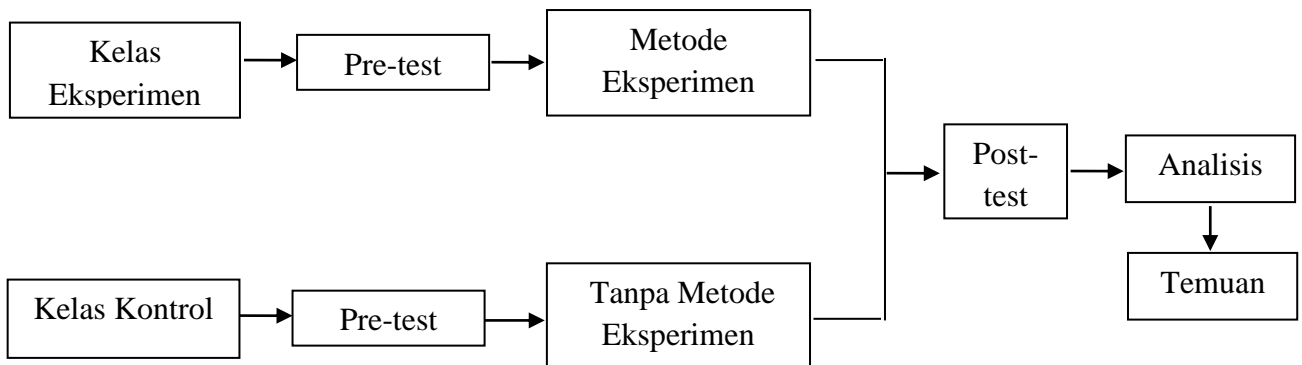 Kelas
Eksperimen
Pre-test
Metode
Eksperimen
Kelas Kontrol
Pre-test
Tanpa Metode
Eksperimen
Post-
test
Analisis
Temuan